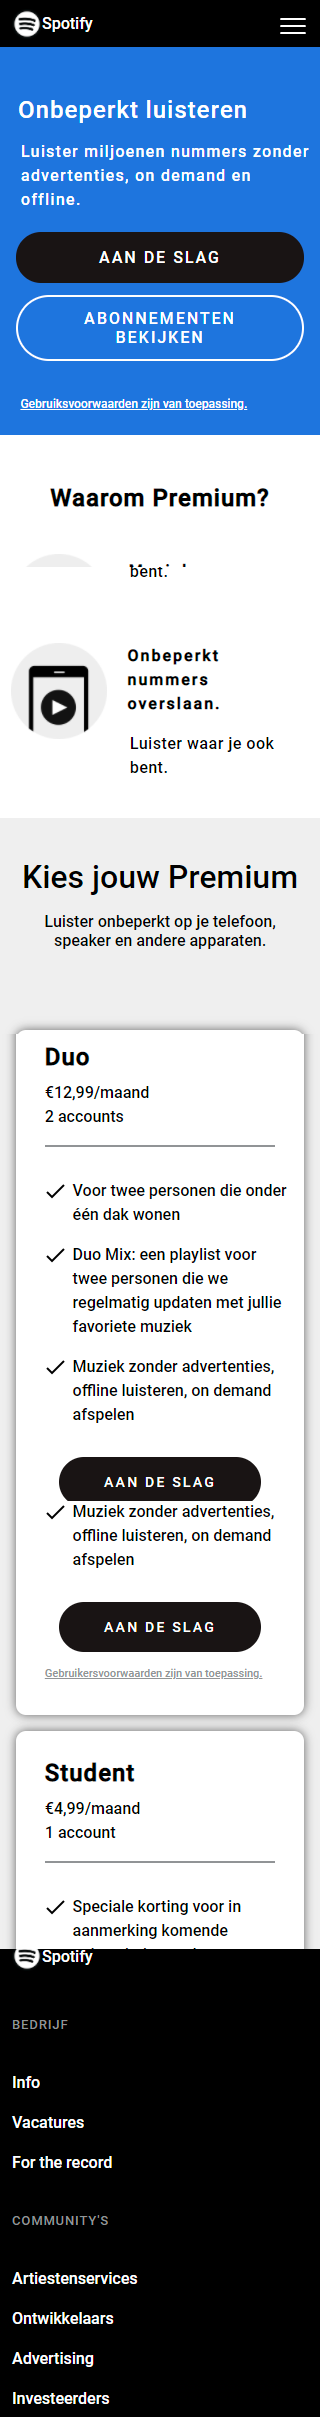 Spotify
Onbeperkt luisteren
Luister miljoenen nummers zonder
advertenties, on demand en
offline.
AAN DE SLAG
ABONNEMENTEN
BEKIJKEN
Gebruiksvoorwaarden zijn van toepassing.
Waarom Premium?
bent.
Onbeperkt
nummers
overslaan.
Luister waar je ook
bent.
Kies jouw Premium
Luister onbeperkt op je telefoon,
speaker en andere apparaten.
Duo
€12,99/maand
2 accounts
Voor twee personen die onder
één dak wonen
Duo Mix: een playlist voor
twee personen die we
regelmatig updaten met jullie
favoriete muziek
Muziek zonder advertenties,
offline luisteren, on demand
afspelen
AAN DE SLAG
Muziek zonder advertenties,
offline luisteren, on demand
afspelen
AAN DE SLAG
Gebruikersvoorwaarden zijn van toepassing.
Student
€4,99/maand
1 account
Speciale korting voor in
aanmerking komende
Spotify
BEDRIJF
Info
Vacatures
For the record
COMMUNITY'S
Artiestenservices
Ontwikkelaars
Advertising
Investeerders